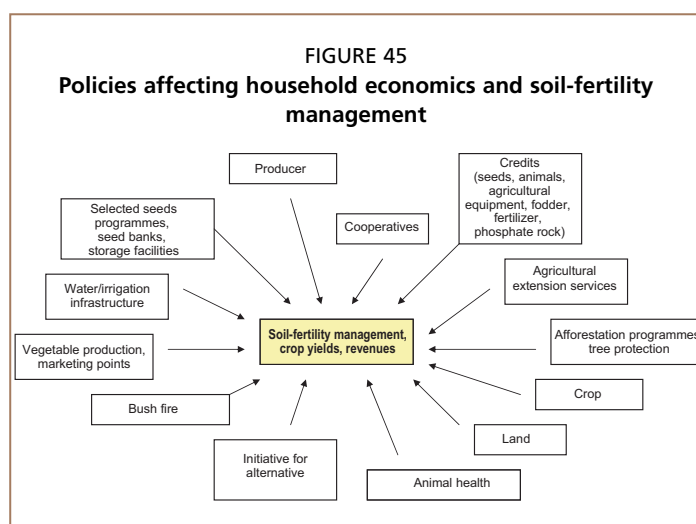 FIGURE 45
Policies affecting household economics and soil-fertility
management
Producer
Credits
(seeds, animals,
agricultural
equipment, fodder,
fertilizer,
phosphate rock)
Selected seeds
programmes,
seed banks,
storage facilities
Cooperatives
Water/irrigation
infrastructure
Agricultural
extension services
Soil-fertility management,
crop yields, revenues
Vegetable production,
marketing points
Afforestation programmes
tree protection
Bush fire
Crop
Land
Initiative for
alternative
Animal health